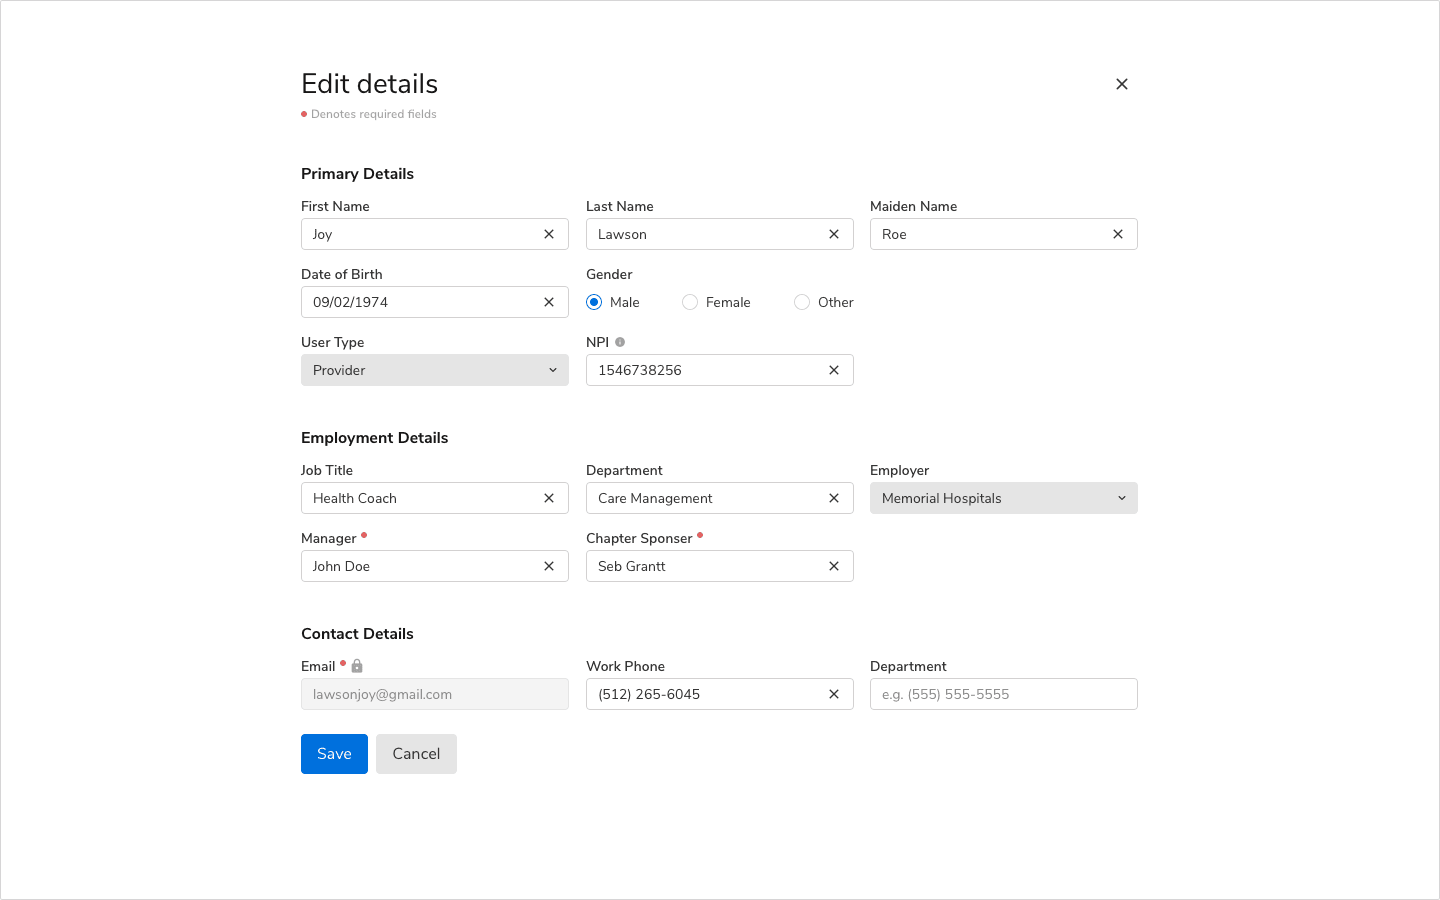 Edit details
Denotes required fields
Primary Details
First Name
Last Name
Maiden Name
Joy
Lawson
Roe
Date of Birth
Gender
09/02/1974
Male
Female
Other
User Type
NPI
Provider
1546738256
Employment Details
Job Title
Department
Employer
Health Coach
Care Management
Memorial Hospitals
Manager
Chapter Sponser
John Doe
Seb Grantt
Contact Details
Email
Work Phone
Department
lawsonjoy@gmail.com
(512) 265-6045
e.g. (555) 555-5555
Save
Cancel